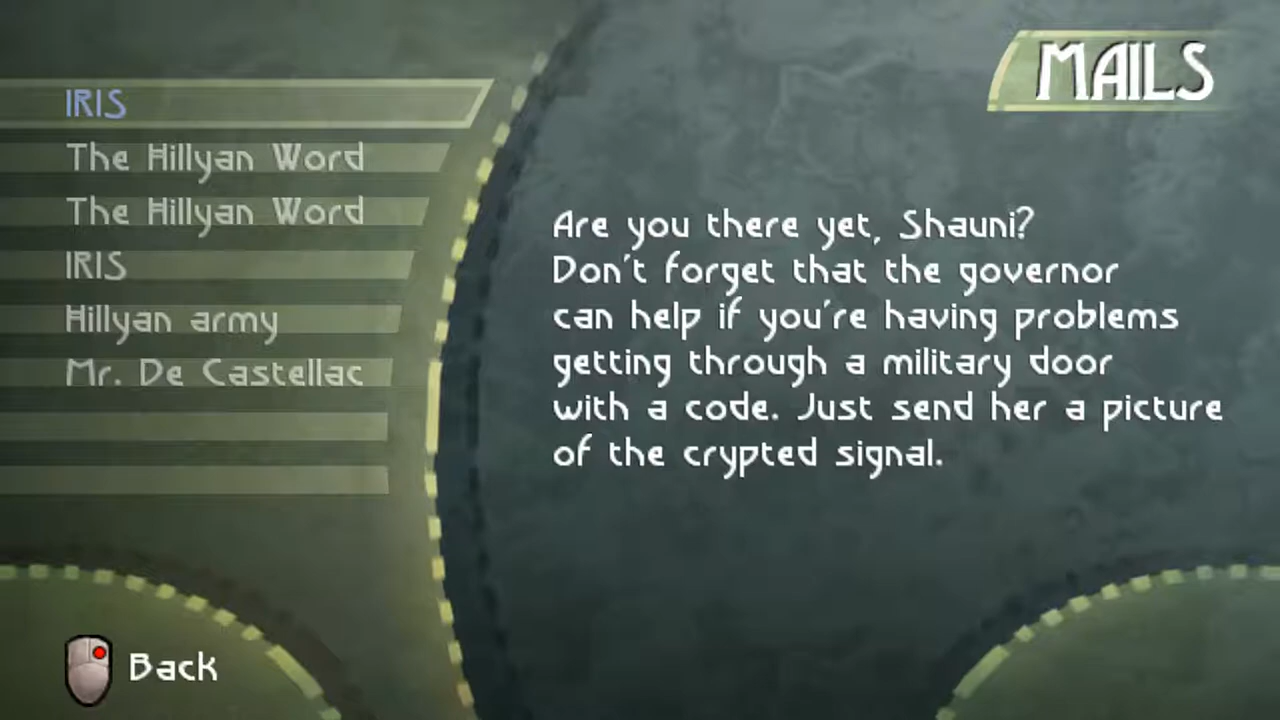 MAILS
IRIS
The Hillyan Word
The Hillyan Word
IRIS
Hillyan army
Mr. De Castellac
Are you there yet, Shauni?
Don't forget that the governor
can help if you're having problems
getting through a military door
with a code. Just send her a picture
of the crypted signal.
Back